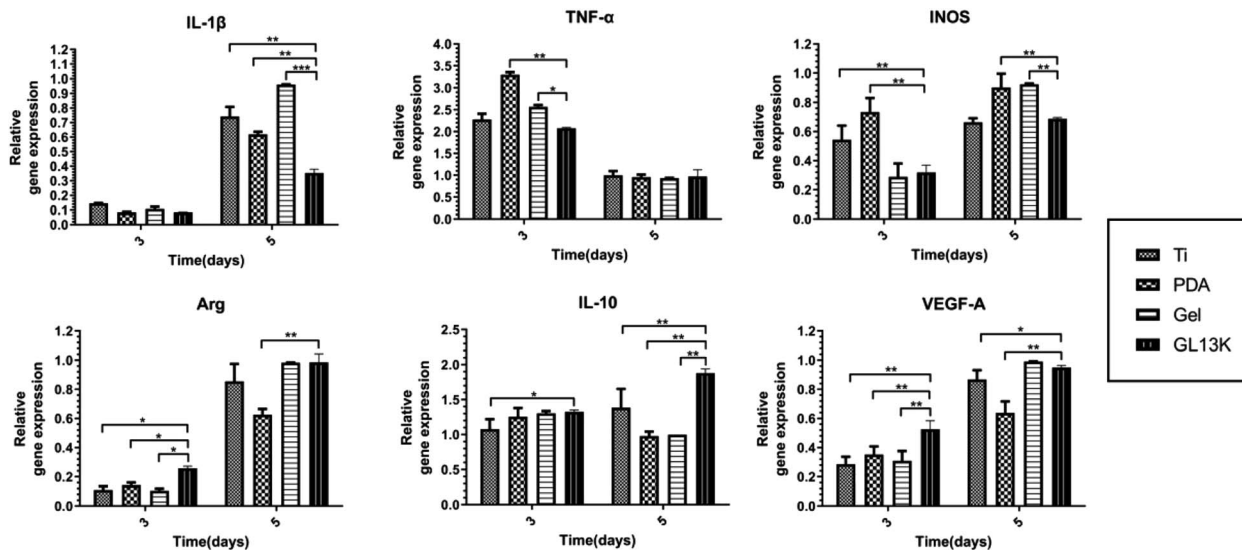 IL-1β
Relative
gene expression
1.2
1.1
1.0
0.9
0.8
0.7
0.6
0.5
0.4
0.3
0.2
0.1
0.0
**
**
***
3
5
Time(days)
TNF-α
Relative
gene expression
4.0
3.5
3.0
2.5
2.0
1.5
1.0
0.5
0.0
**
*
3
5
Time(days)
INOS
Relative
gene expression
1.2
1.0
0.8
0.6
0.4
0.2
0.0
**
**
**
**
3
5
Time(days)
Arg
Relative
gene expression
1.2
1.0
0.8
0.6
0.4
0.2
0.0
*
*
*
**
3
5
Time(days)
IL-10
Relative
gene expression
2.5
2.0
1.5
1.0
0.5
0.0
*
**
**
**
3
5
Time(days)
VEGF-A
Relative
gene expression
1.2
1.0
0.8
0.6
0.4
0.2
0.0
**
**
**
*
**
3
5
Time(days)
Ti
PDA
Gel
GL13K